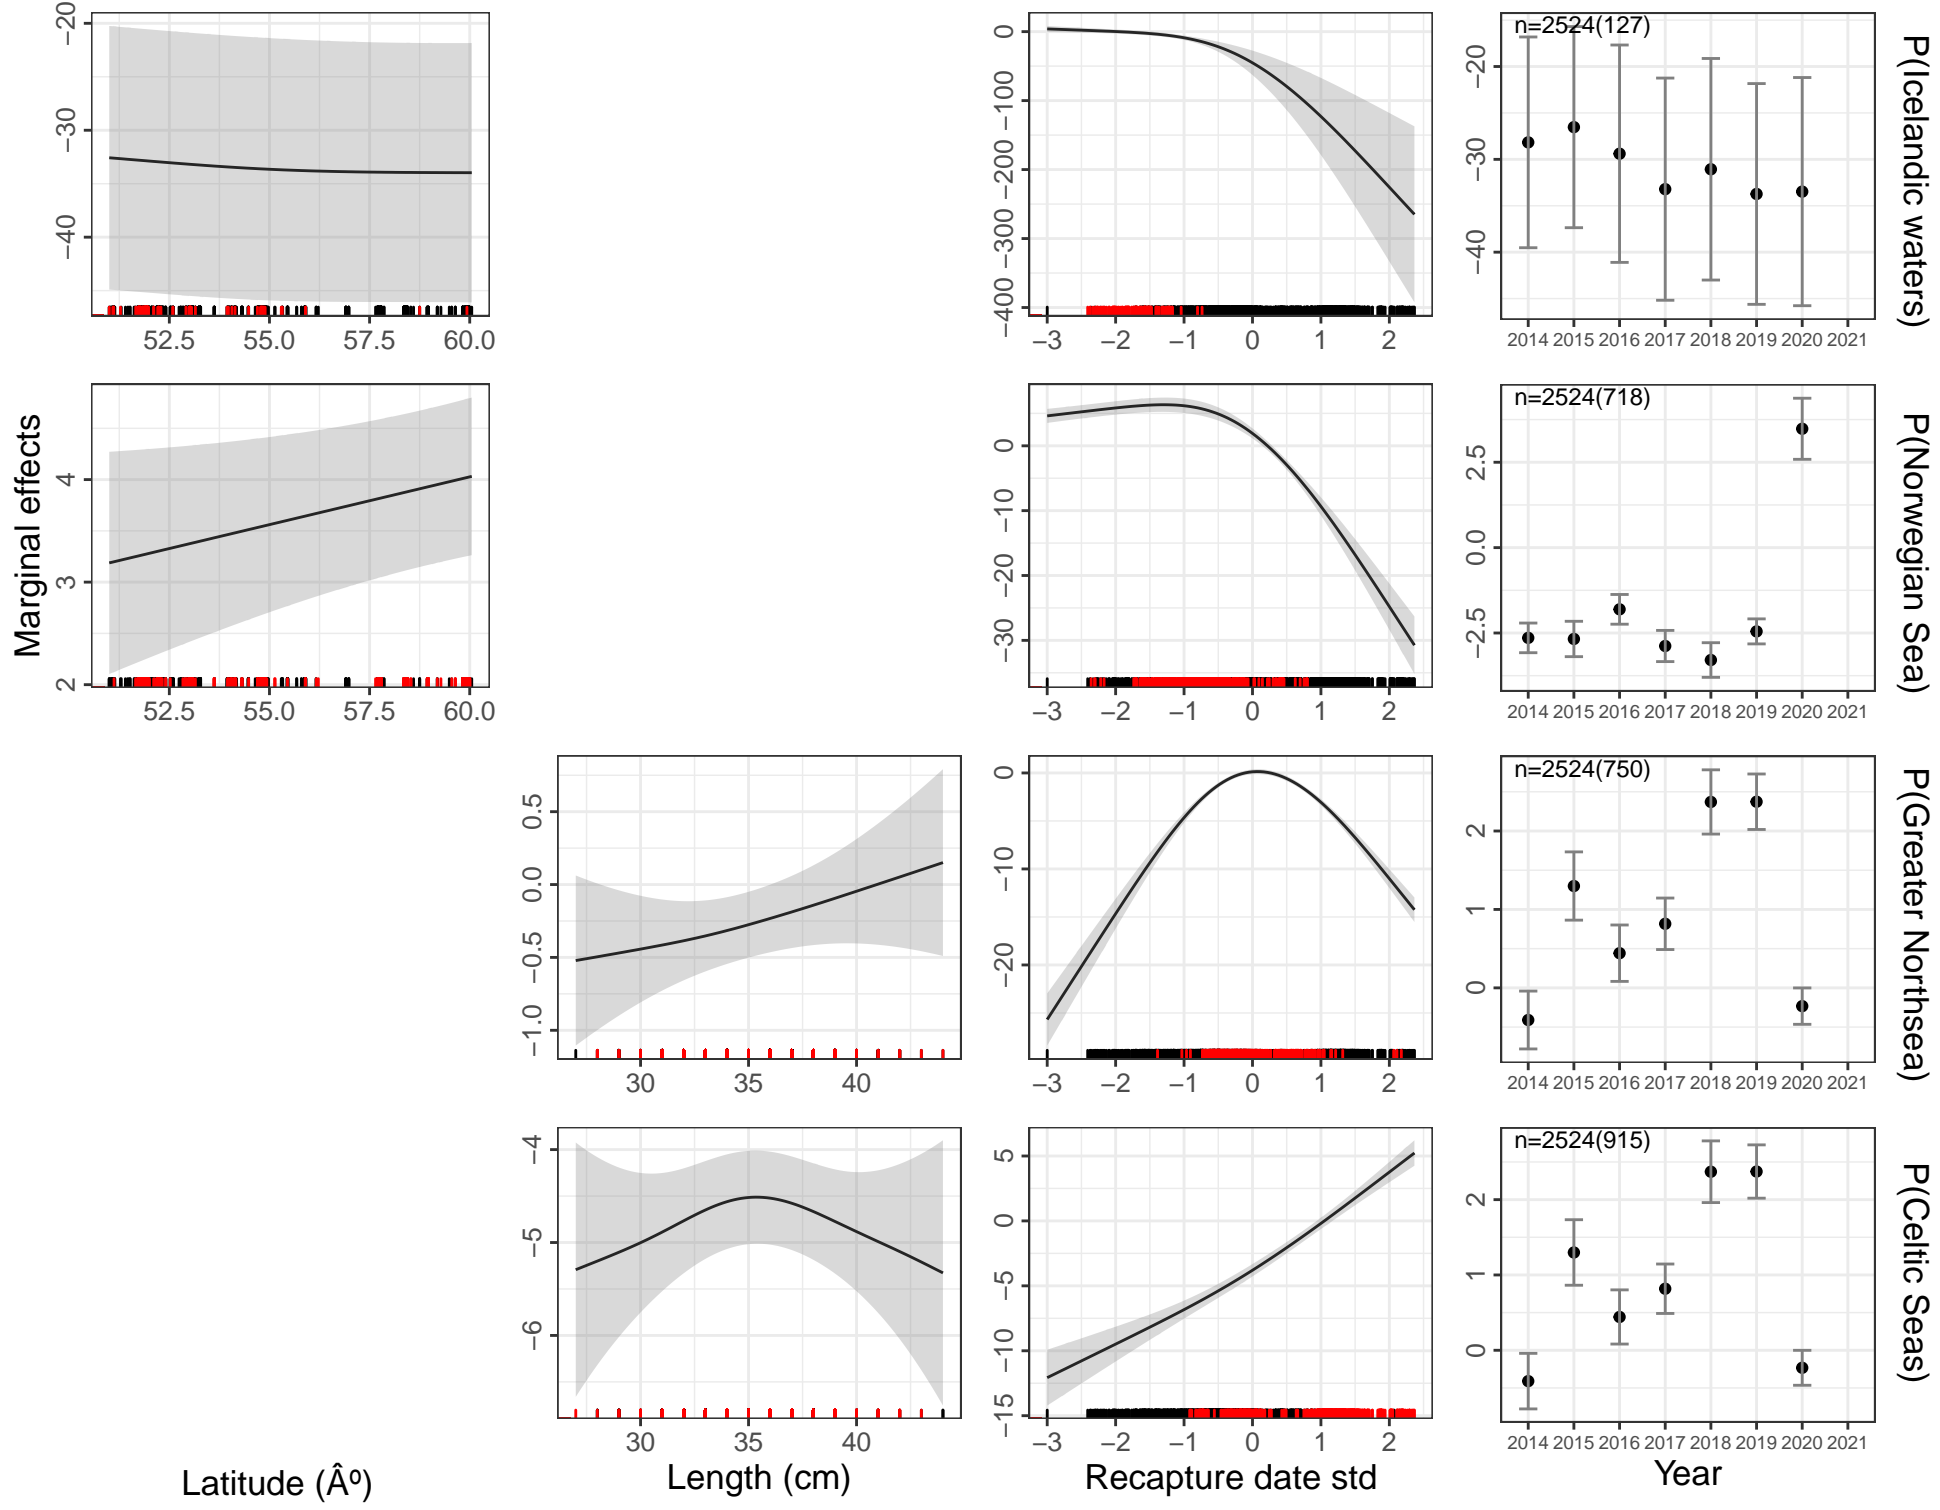 n=2524(127)
−20
−30
−40
52.5 55.0 57.5 60.0
0
−100
−200
−300
−400
−3 −2 −1 0 1 2
−20
−30
−40
2014 2015 2016 2017 2018 2019 2020 2021
P(Icelandic waters)
Marginal effects
n=2524(718)
4
3
2
52.5 55.0 57.5 60.0
0
−10
−20
−30
−3 −2 −1 0 1 2
2.5
0.0
−2.5
2014 2015 2016 2017 2018 2019 2020 2021
P(Norwegian Sea)
n=2524(750)
0.5
0.0
−0.5
−1.0
30 35 40
0
−10
−20
−3 −2 −1 0 1 2
2
1
0
2014 2015 2016 2017 2018 2019 2020 2021
P(Greater Northsea)
n=2524(915)
−4
−5
−6
30 35 40
5
0
−5
−10
−15
−3 −2 −1 0 1 2
2
1
0
2014 2015 2016 2017 2018 2019 2020 2021
P(Celtic Seas)
Latitude (Âº)
Length (cm)
Recapture date std
Year